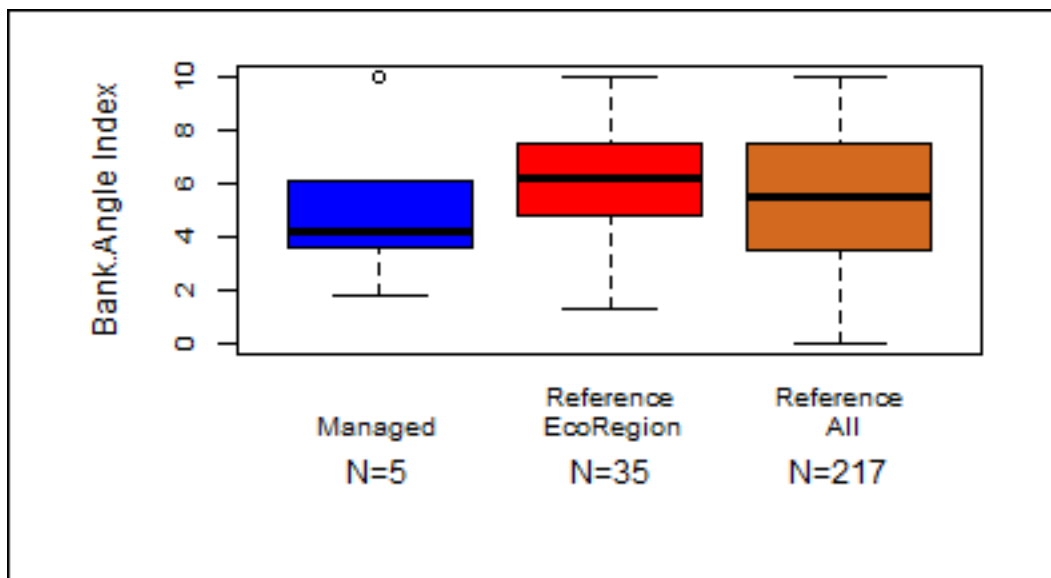 Bank.Angle Index
10
8
6
4
2
0
Reference
Reference
Managed
EcoRegion
All
N=5
N=35
N=217